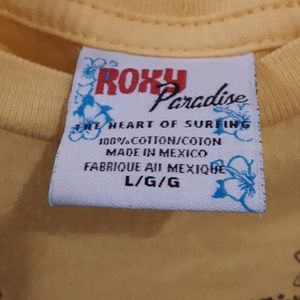 ROXY
Paradise
THE HEART OF SURFING
100% COTTON/COTON
MADE IN MEXICO
FABRIQUE AU MEXIQUE
L/G/G